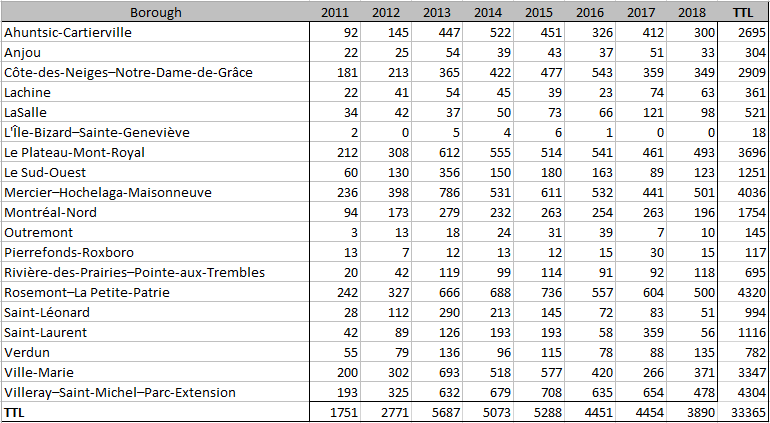 Borough 2011 2012 2013 2014 2015 2016 2017 2018 TTL
Ahuntsic-Cartierville 92 145 447 522 451 326 412 300 2695
Anjou 22 25 54 39 43 37 51 33 304
Côte-des-Neiges–Notre-Dame-de-Grâce 181 213 365 422 477 543 359 349 2909
Lachine 22 41 54 45 39 23 74 63 361
LaSalle 34 42 37 50 73 66 121 98 521
L'Île-Bizard–Sainte-Geneviève 2 0 5 4 6 1 0 0 18
Le Plateau-Mont-Royal 212 308 612 555 514 541 461 493 3696
Le Sud-Ouest 60 130 356 150 180 163 89 123 1251
Mercier–Hochelaga-Maisonneuve 236 398 786 531 611 532 441 501 4036
Montréal-Nord 94 173 279 232 263 254 263 196 1754
Outremont 3 13 18 24 31 39 7 10 145
Pierrefonds-Roxboro 13 7 12 13 12 15 30 15 117
Rivière-des-Prairies–Pointe-aux-Trembles 20 42 119 99 114 91 92 118 695
Rosemont–La Petite-Patrie 242 327 666 688 736 557 604 500 4320
Saint-Léonard 28 112 290 213 145 72 83 51 994
Saint-Laurent 42 89 126 193 193 58 359 56 1116
Verdun 55 79 136 96 115 78 88 135 782
Ville-Marie 200 302 693 518 577 420 266 371 3347
Villeray–Saint-Michel–Parc-Extension 193 325 632 679 708 635 654 478 4304
TTL 1751 2771 5687 5073 5288 4451 4454 3890 33365